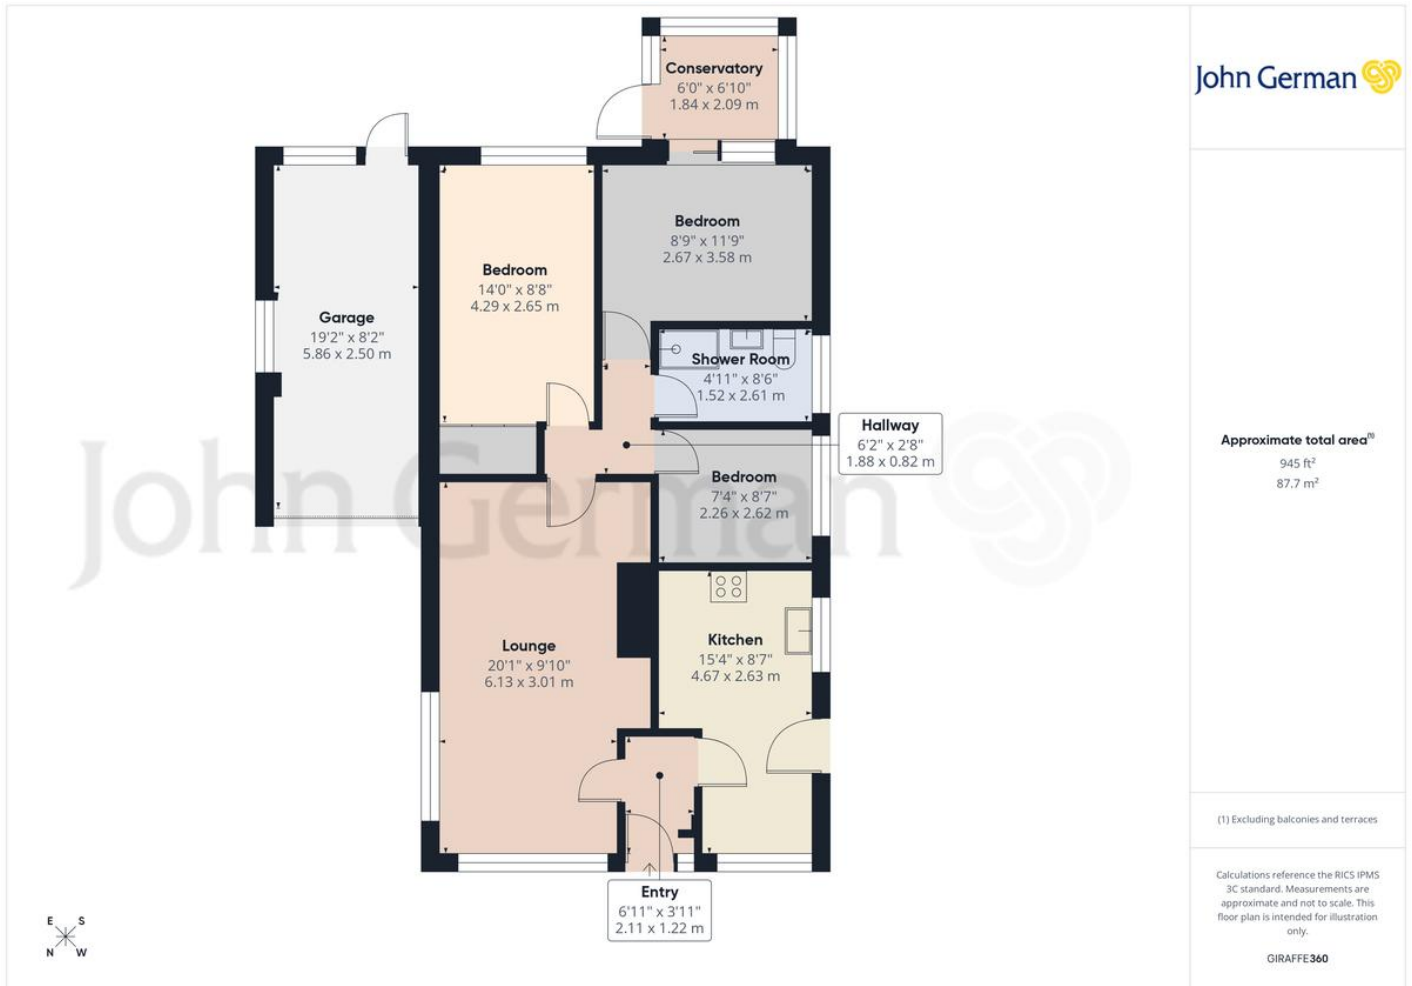 Conservatory
6'0" x 6'10"
1.84 x 2.09 m
John German
Bedroom
8'9" x 11'9"
2.67 x 3.58 m
Bedroom
14'0" x 8'8"
4.29 x 2.65 m
Garage
19'2" x 8'2"
5.86 x 2.50 m
Shower Room
4'11" x 8'6"
1.52 x 2.61 m
Hallway
6'2" x 2'8"
1.88 x 0.82 m
Bedroom
7'4" x 8'7"
2.26 x 2.62 m
John German
Approximate total area(1)
945 ft²
87.7 m²
Lounge
20'1" x 9'10"
6.13 x 3.01 m
Kitchen
15'4" x 8'7"
4.67 x 2.63 m
Entry
6'11" x 3'11"
2.11 x 1.22 m
(1) Excluding balconies and terraces
Calculations reference the RICS IPMS
3C standard. Measurements are
approximate and not to scale. This
floor plan is intended for illustration
only.
GIRAFFE360
E S
N W